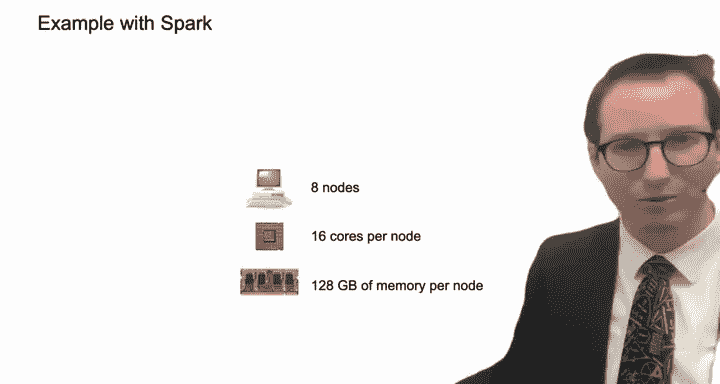 Example with Spark
8 nodes
16 cores per node
128 GB of memory per node